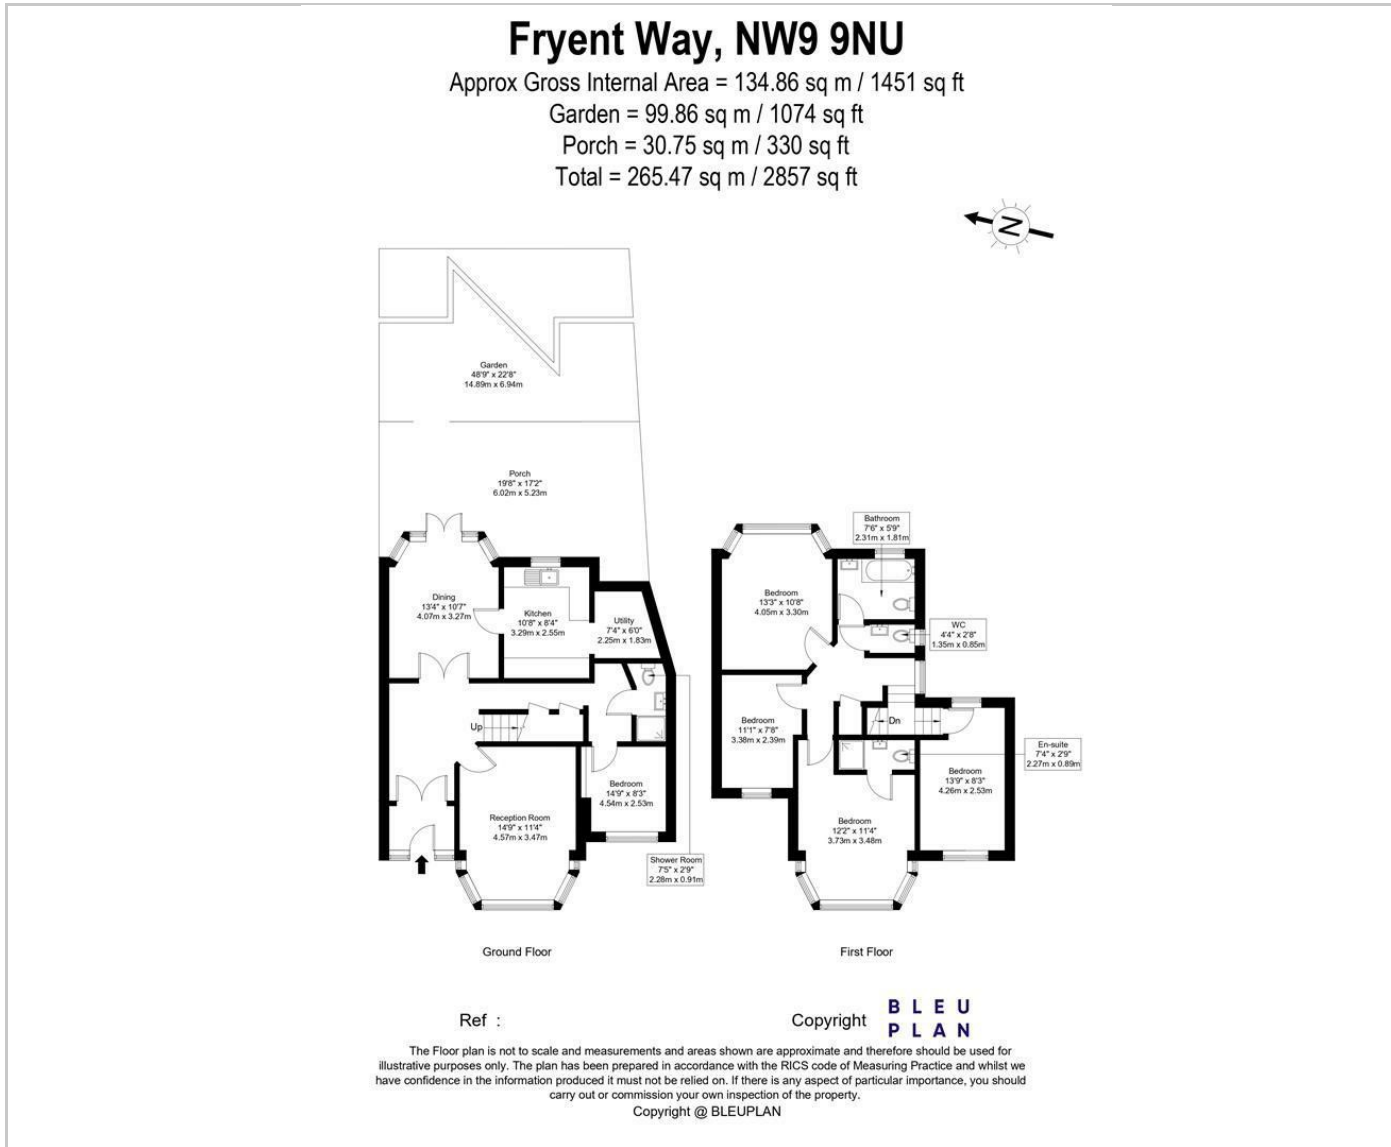 Fryent Way, NW9 9NU
Approx Gross Internal Area = 134.86 sq m / 1451 sq ft
Garden = 99.86 sq m / 1074 sq ft
Porch = 30.75 sq m / 330 sq ft
Total = 265.47 sq m / 2857 sq ft
N
Garden
48'9" x 22'8"
14.89m x 6.94m
Porch
19'8" x 17'2"
6.02m x 5.23m
Dining
13'4" x 10'7"
4.07m x 3.27m
Kitchen
10'8" x 8'4"
3.29m x 2.55m
Utility
7'4" x 6'0"
2.25m x 1.83m
Up
Reception Room
14'9" x 11'4"
4.57m x 3.47m
Bedroom
14'9" x 8'3"
4.54m x 2.53m
Shower Room
7'5" x 2'9"
2.28m x 0.91m
Ground Floor
Bathroom
7'6" x 5'9"
2.31m x 1.81m
Bedroom
13'3" x 10'8"
4.05m x 3.30m
WC
4'4" x 2'8"
1.35m x 0.85m
Bedroom
11'1" x 7'8"
3.38m x 2.39m
Dn
En-suite
7'4" x 2'9"
2.27m x 0.89m
Bedroom
13'9" x 8'3"
4.26m x 2.53m
Bedroom
12'2" x 11'4"
3.73m x 3.48m
First Floor
Ref :
Copyright
BLEU
PLAN
The Floor plan is not to scale and measurements and areas shown are approximate and therefore should be used for
illustrative purposes only. The plan has been prepared in accordance with the RICS code of Measuring Practice and whilst we
have confidence in the information produced it must not be relied on. If there is any aspect of particular importance, you should
carry out or commission your own inspection of the property.
Copyright @ BLEUPLAN